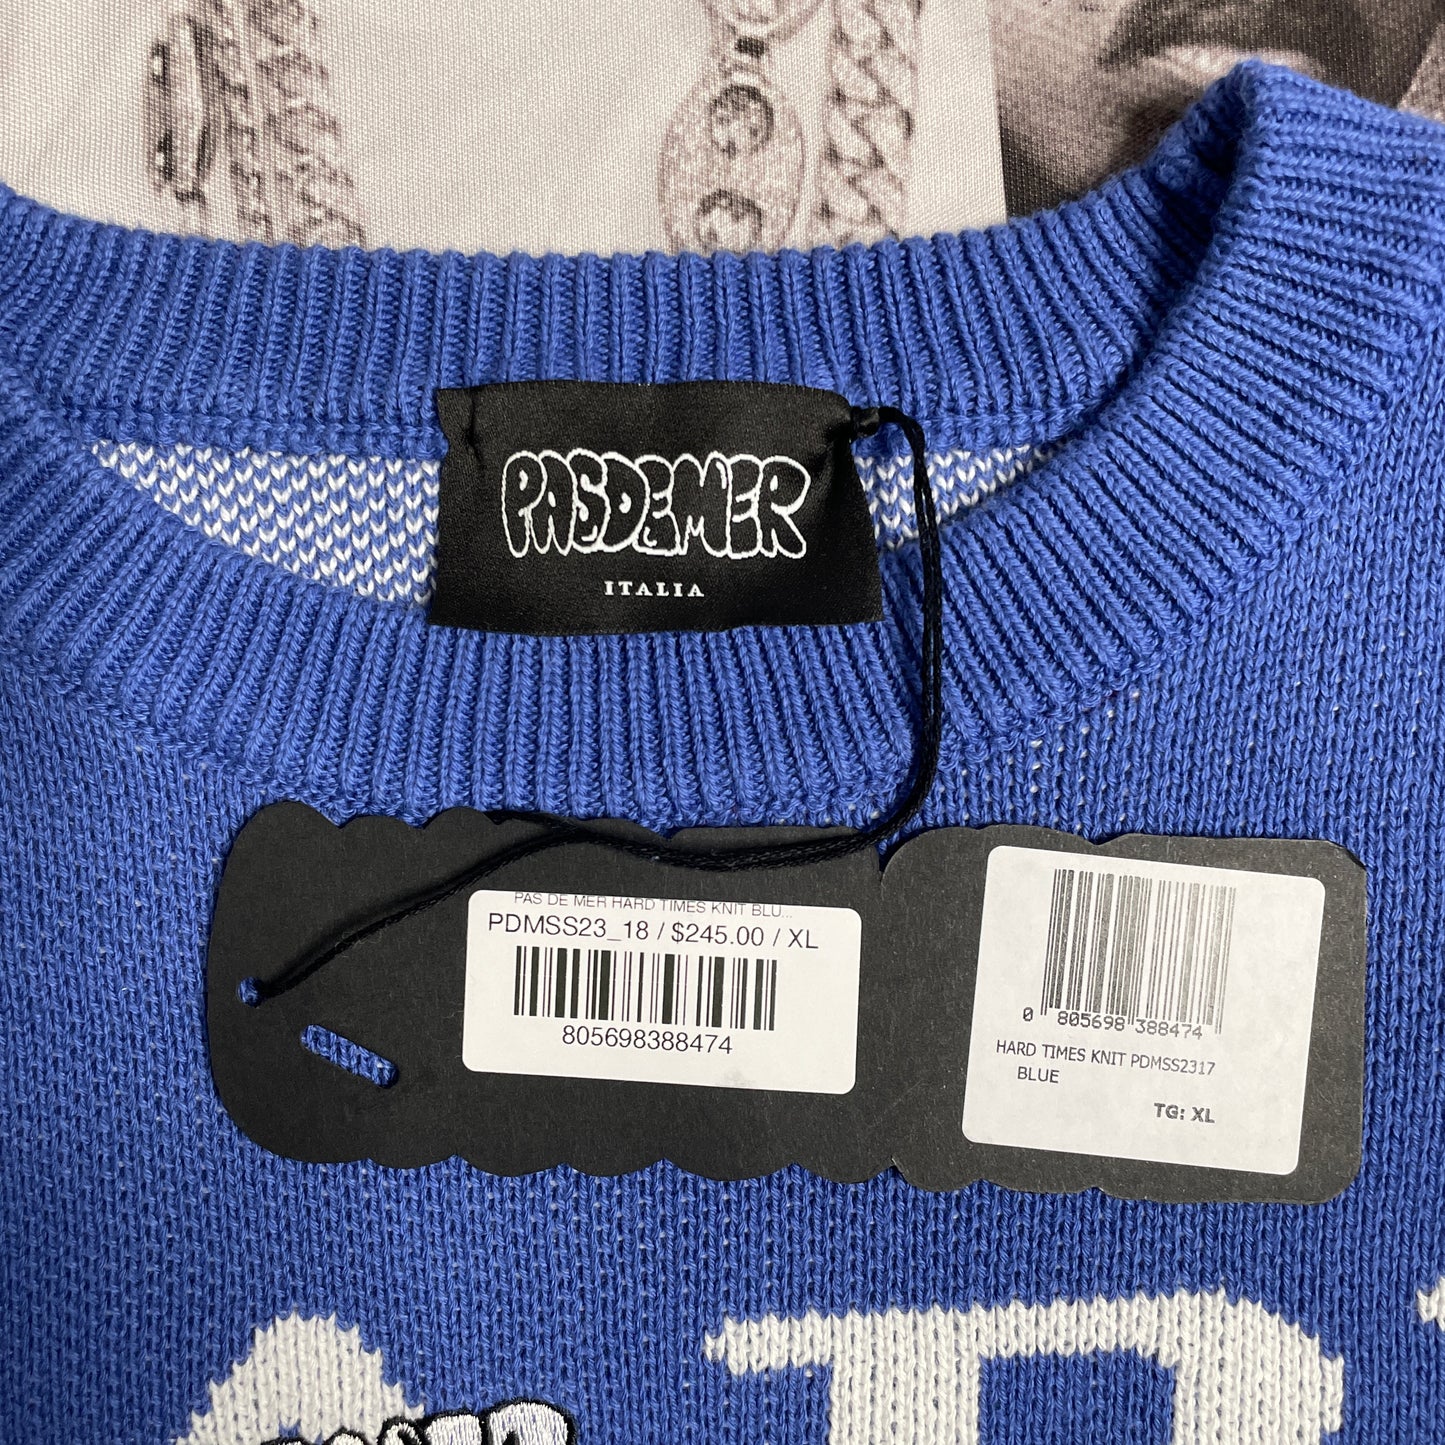 PASDEMER
ITALIA
PAS DE MER HARD TIMES KNIT BLU...
PDMSS23_18 / $245.00 / XL
805698388474
0 805698 388474
HARD TIMES KNIT PDMSS2317
BLUE
TG: XL